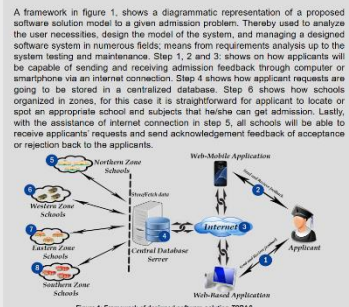 A framework in figure 1, shows a diagrammatic representation of a proposed
software solution model to a given admission problem. Thereby used to analyze
the user necessities, design the model of the system, and managing a designed
software system in numerous fields; means from requirements analysis up to the
system testing and maintenance. Step 1, 2 and 3: shows on how applicants will
be capable of sending and receiving admission feedback through computer or
smartphone via an internet connection. Step 4 shows how applicant requests are
going to be stored in a centralized database. Step 6 shows how schools
organized in zones, for this case it is straightforward for applicant to locate or
spot an appropriate school and subjects that he/she can get admission. Lastly,
with the assistance of internet connection in step 5, all schools will be able to
receive applicants' requests and send acknowledgement feedback of acceptance
or rejection back to the applicants.
5
Northern Zone
Schools
Web-Mobile Application
6
Western Zone
Schools
2
Internet 3
4
7
Eastern Zone
Schools
Central Database
Server
Applicant
1
8
Southern Zone
Schools
Web-Based Application